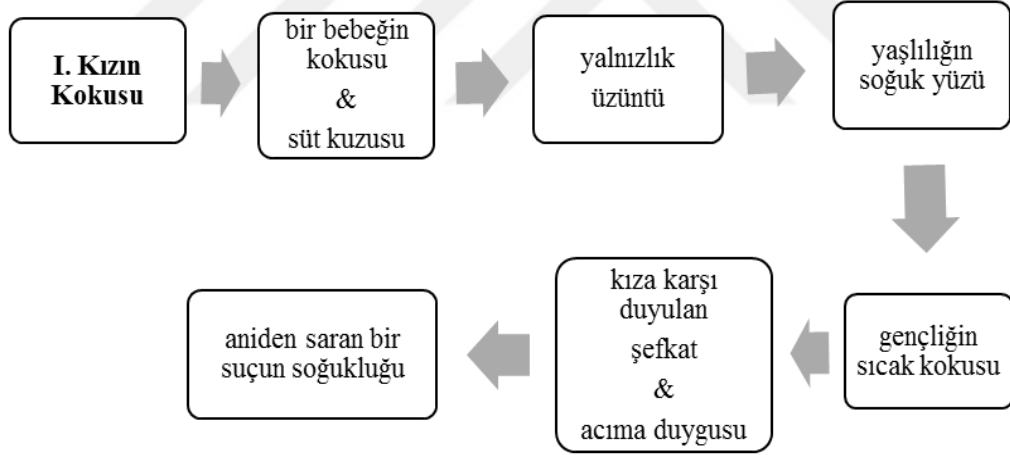 I. Kızın
Kokusu
bir bebeğin
kokusu
&
süt kuzusu
yalnızlık
üzüntü
yaşlılığın
soğuk yüzü
gençliğin
sıcak kokusu
kıza karşı
duyulan
şefkat
&
acıma duygusu
aniden saran bir
suçun soğukluğu